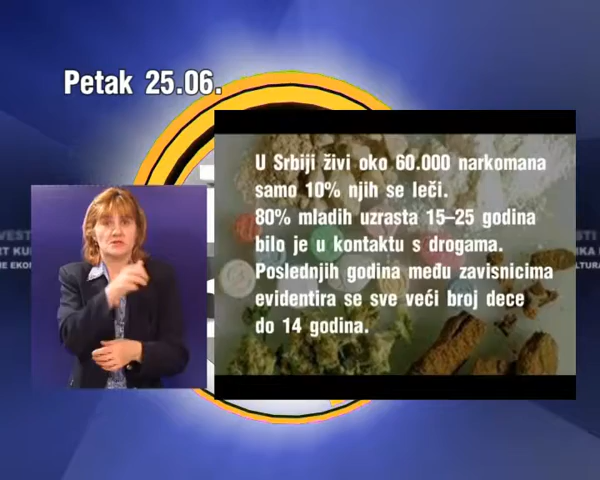 Petak 25.06.
U Srbiji živi oko 60.000 narkomana
samo 10% njih se leči.
80% mladih uzrasta 15–25 godina
bilo je u kontaktu s drogama.
Poslednjih godina među zavisnicima
evidentira se sve veći broj dece
do 14 godina.